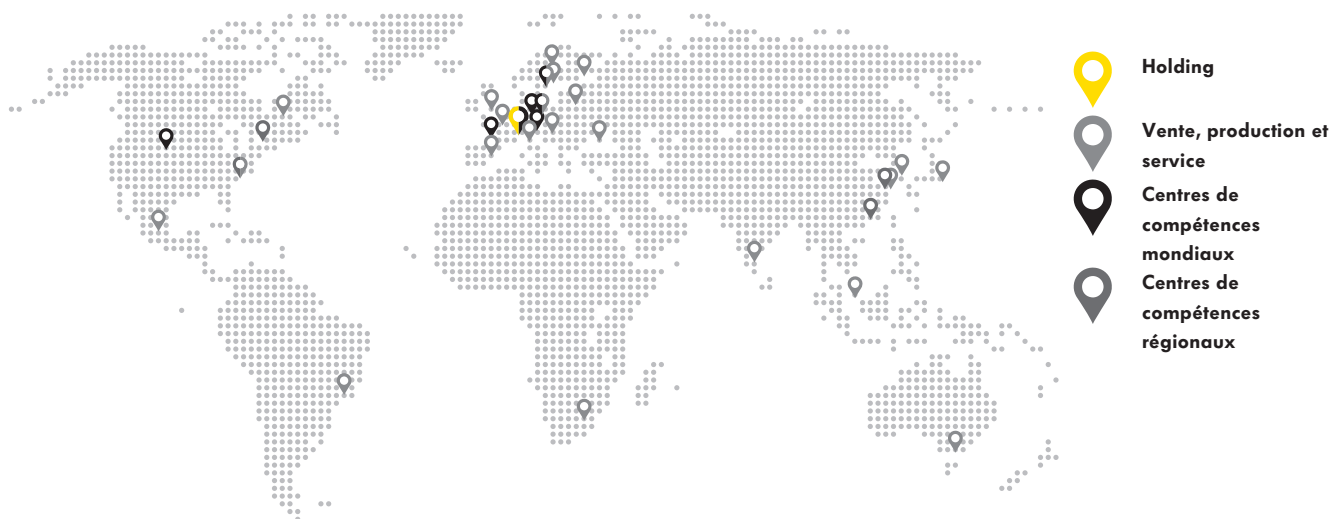 Holding
Vente, production et
service
Centres de
compétences
mondiaux
Centres de
compétences
régionaux